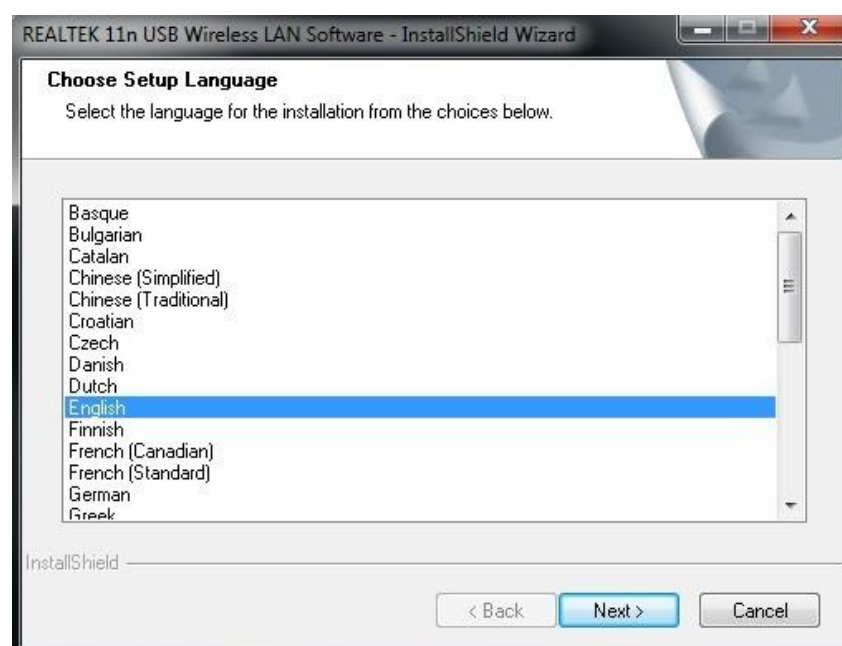 REALTEK 11n USB Wireless LAN Software - InstallShield Wizard
Choose Setup Language
Select the language for the installation from the choices below.
Basque
Bulgarian
Catalan
Chinese (Simplified)
Chinese (Traditional)
Croatian
Czech
Danish
Dutch
English
Finnish
French (Canadian)
French (Standard)
German
Greek
InstallShield
< Back Next > Cancel